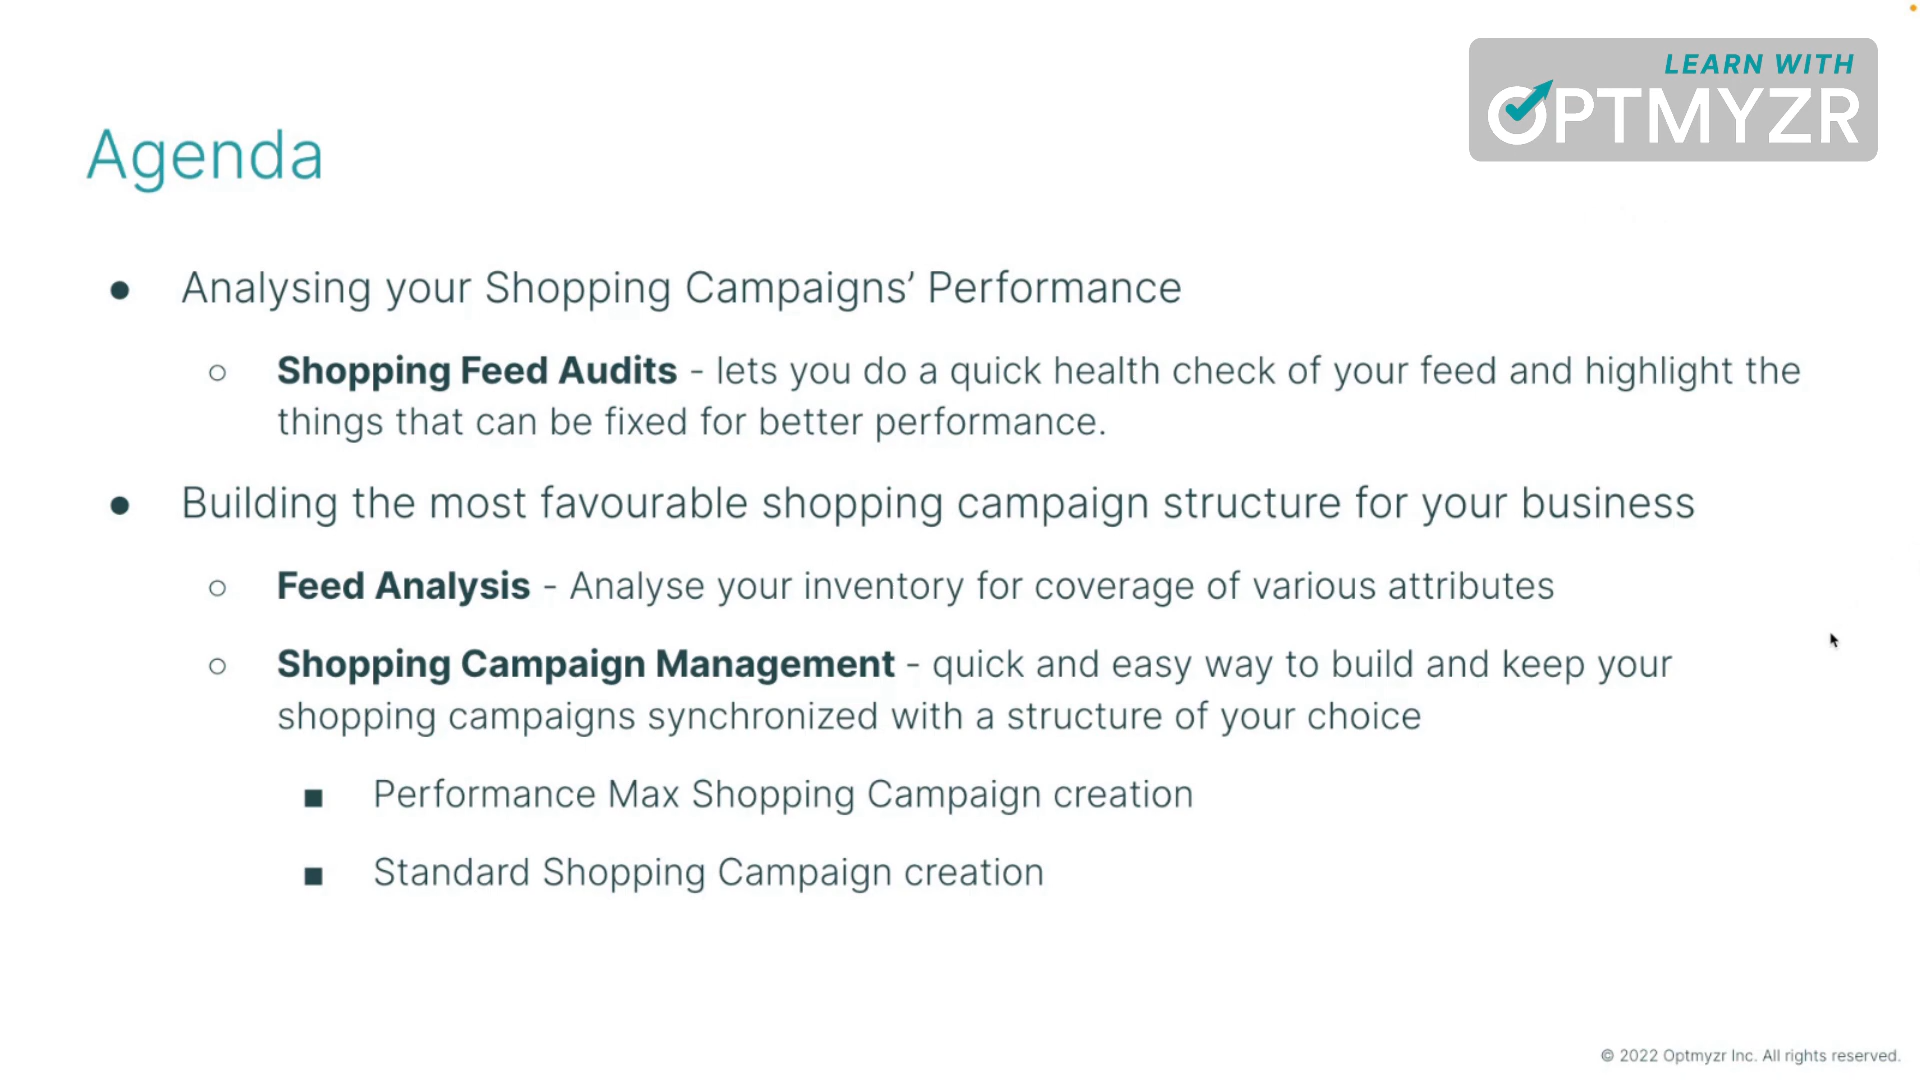 LEARN WITH
OPTMYZR
Agenda
● Analysing your Shopping Campaigns’ Performance
○ Shopping Feed Audits - lets you do a quick health check of your feed and highlight the
things that can be fixed for better performance.
● Building the most favourable shopping campaign structure for your business
○ Feed Analysis - Analyse your inventory for coverage of various attributes
○ Shopping Campaign Management - quick and easy way to build and keep your
shopping campaigns synchronized with a structure of your choice
■ Performance Max Shopping Campaign creation
■ Standard Shopping Campaign creation
© 2022 Optmyzr Inc. All rights reserved.